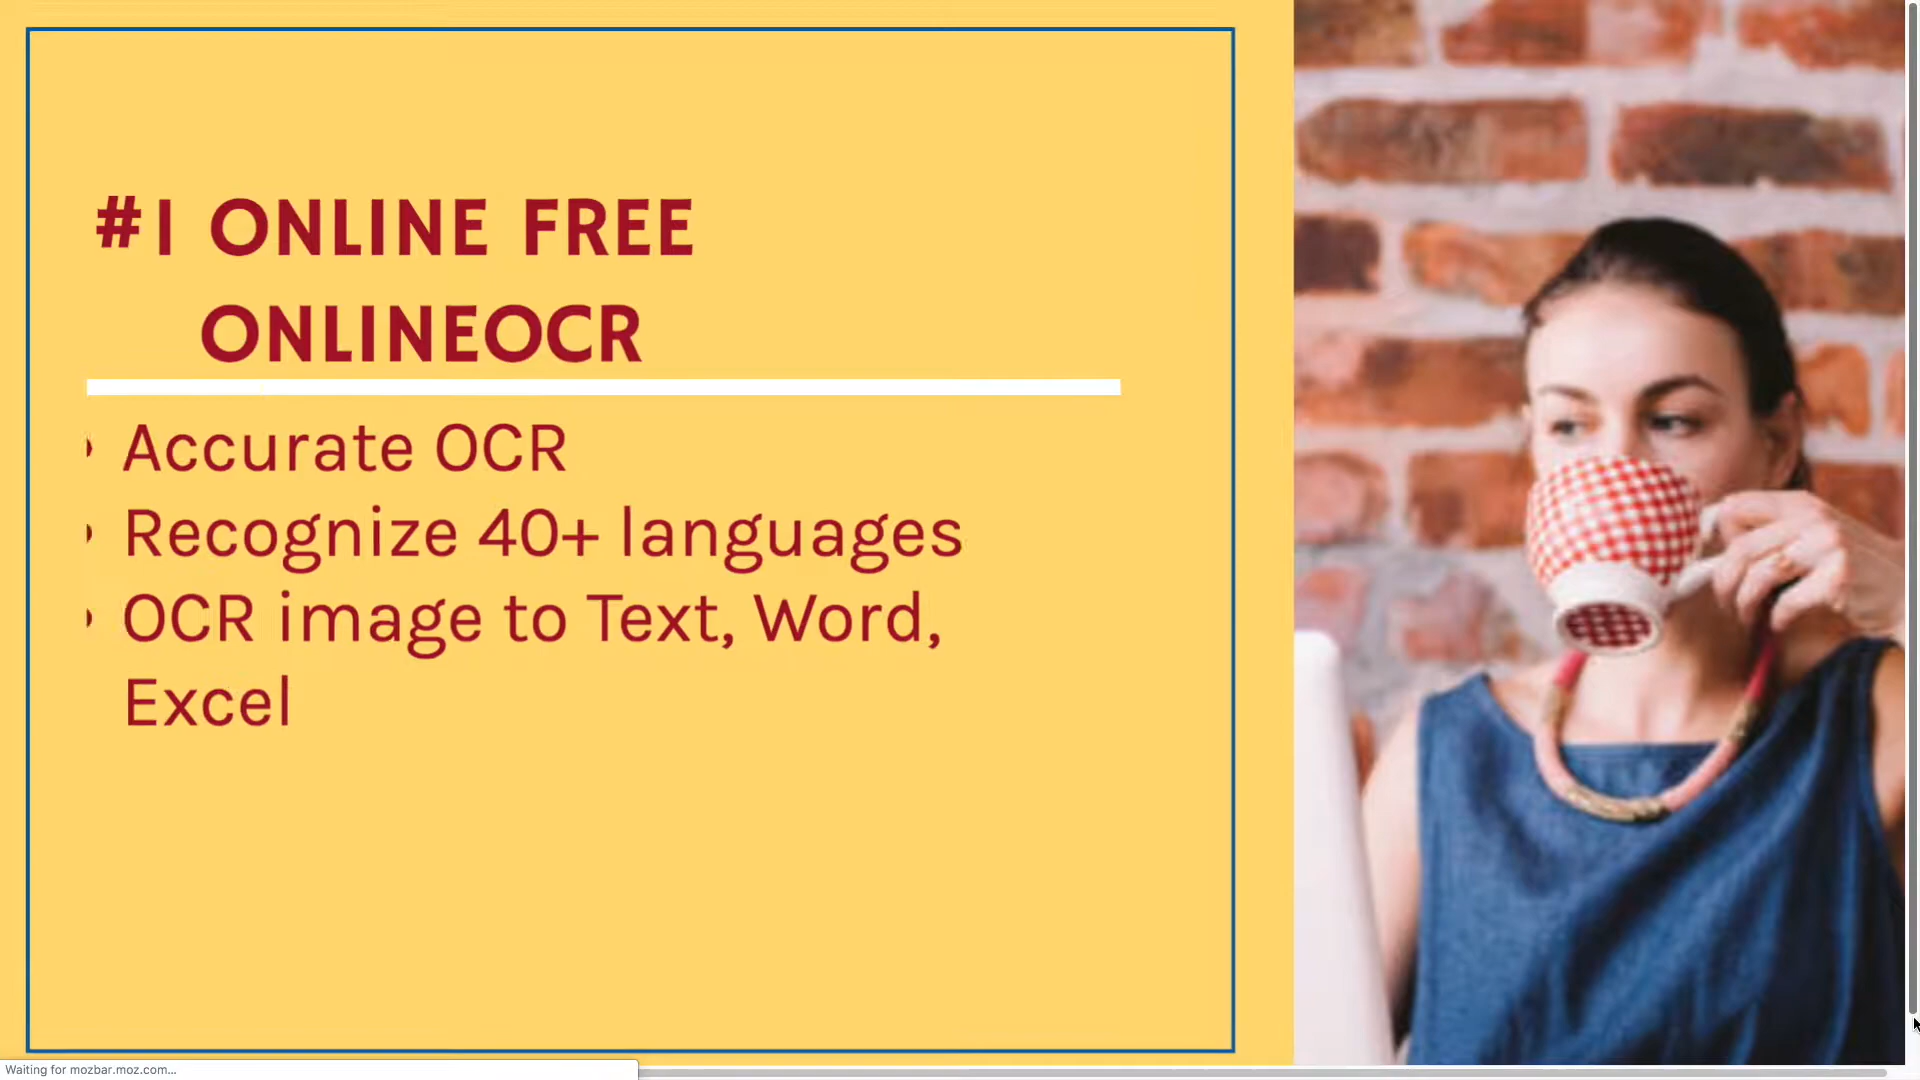 #1 ONLINE FREE
ONLINEOCR
Accurate OCR
Recognize 40+ languages
OCR image to Text, Word,
Excel
Waiting for mozbar.moz.com...